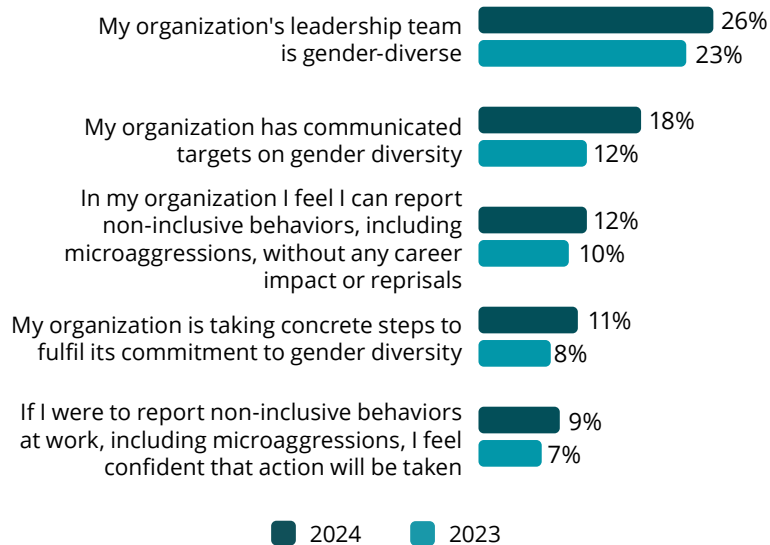 My organization's leadership team
is gender-diverse
26%
23%
My organization has communicated
targets on gender diversity
18%
12%
In my organization I feel I can report
non-inclusive behaviors, including
microaggressions, without any career
impact or reprisals
12%
10%
My organization is taking concrete steps to
fulfil its commitment to gender diversity
11%
8%
If I were to report non-inclusive behaviors
at work, including microaggressions, I feel
confident that action will be taken
9%
7%
2024 2023